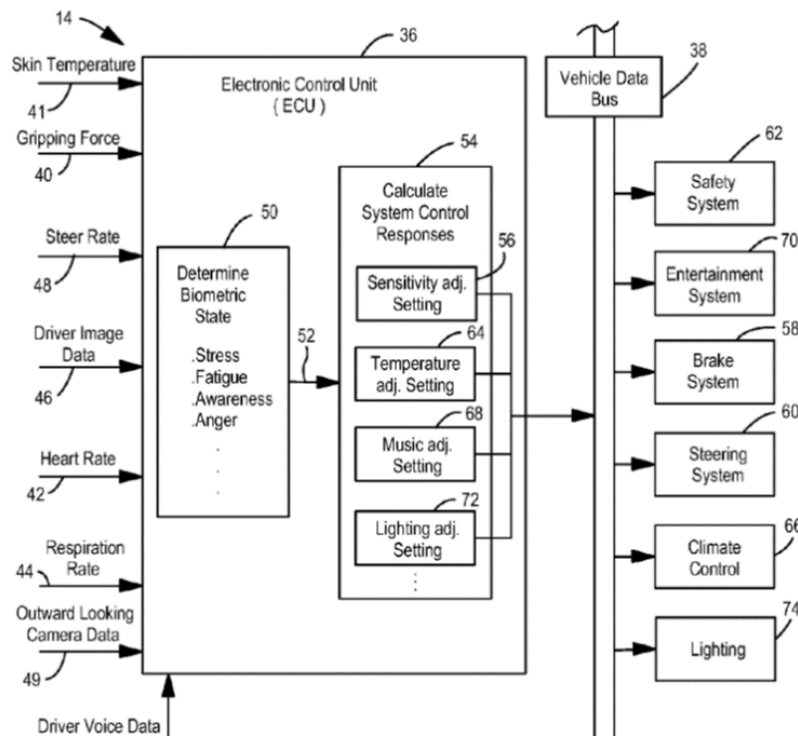 14
36
38
Skin Temperature
41
Gripping Force
40
Steer Rate
48
Driver Image
Data
46
Heart Rate
42
Respiration
Rate
44
Outward Looking
Camera Data
49
Driver Voice Data
Electronic Control Unit
( ECU )
50
Determine
Biometric
State
.Stress
.Fatigue
.Awareness
.Anger
52
54
Calculate
System Control
Responses
56
Sensitivity adj.
Setting
64
Temperature
adj. Setting
68
Music adj.
Setting
72
Lighting adj.
Setting
Vehicle Data
Bus
62
Safety
System
70
Entertainment
System
58
Brake
System
60
Steering
System
66
Climate
Control
74
Lighting